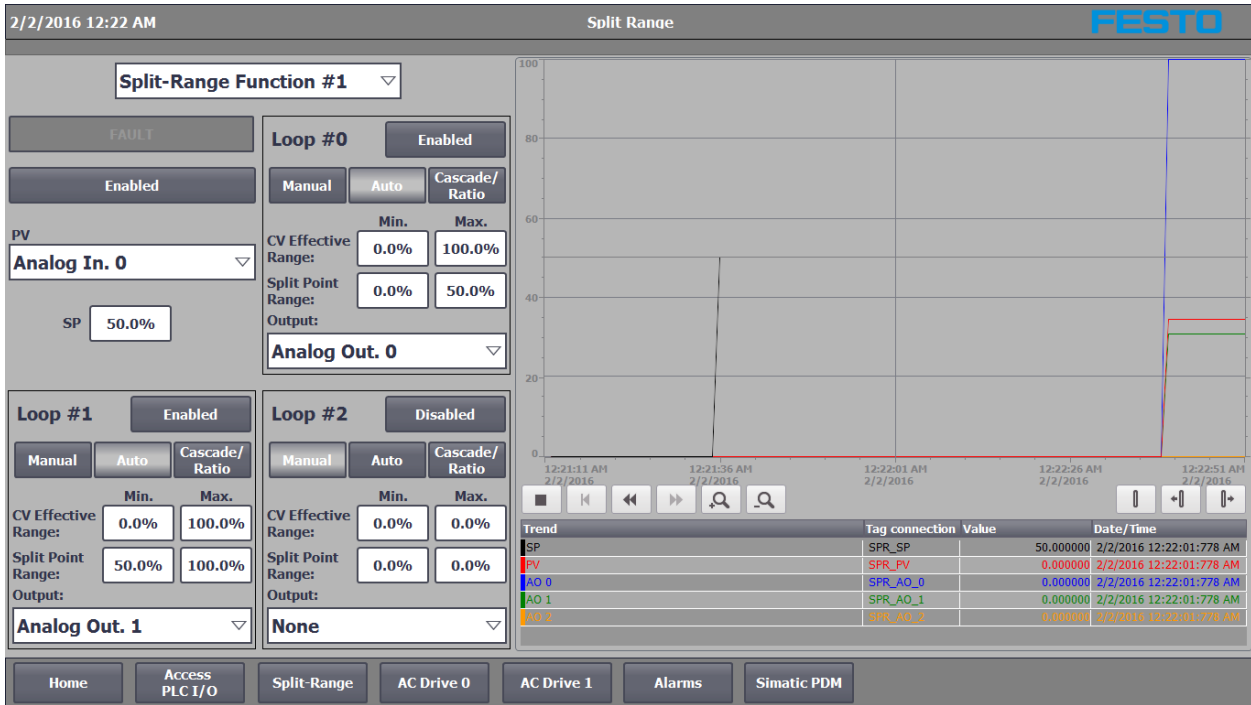 2/2/2016 12:22 AM
Split Range
FESTO
Split-Range Function #1
FAULT
Enabled
PV
Analog In. 0
SP 50.0%
Loop #0 Enabled
Manual Auto Cascade/
Ratio
Min. Max.
CV Effective
Range: 0.0% 100.0%
Split Point
Range: 0.0% 50.0%
Output:
Analog Out. 0
Loop #1 Enabled
Manual Auto Cascade/
Ratio
Min. Max.
CV Effective
Range: 0.0% 100.0%
Split Point
Range: 50.0% 100.0%
Output:
Analog Out. 1
Loop #2 Disabled
Manual Auto Cascade/
Ratio
Min. Max.
CV Effective
Range: 0.0% 0.0%
Split Point
Range: 0.0% 0.0%
Output:
None
100
80
60
40
20
0
12:21:11 AM 12:21:36 AM 12:22:01 AM 12:22:26 AM 12:22:51 AM
2/2/2016 2/2/2016 2/2/2016 2/2/2016 2/2/2016
Trend Tag connection Value Date/Time
SP SPR_SP 50.000000 2/2/2016 12:22:01:778 AM
PV SPR_PV 0.000000 2/2/2016 12:22:01:778 AM
AO 0 SPR_AO_0 0.000000 2/2/2016 12:22:01:778 AM
AO 1 SPR_AO_1 0.000000 2/2/2016 12:22:01:778 AM
AO 2 SPR_AO_2 0.000000 2/2/2016 12:22:01:778 AM
Home
Access
PLC I/O
Split-Range
AC Drive 0
AC Drive 1
Alarms
Simatic PDM